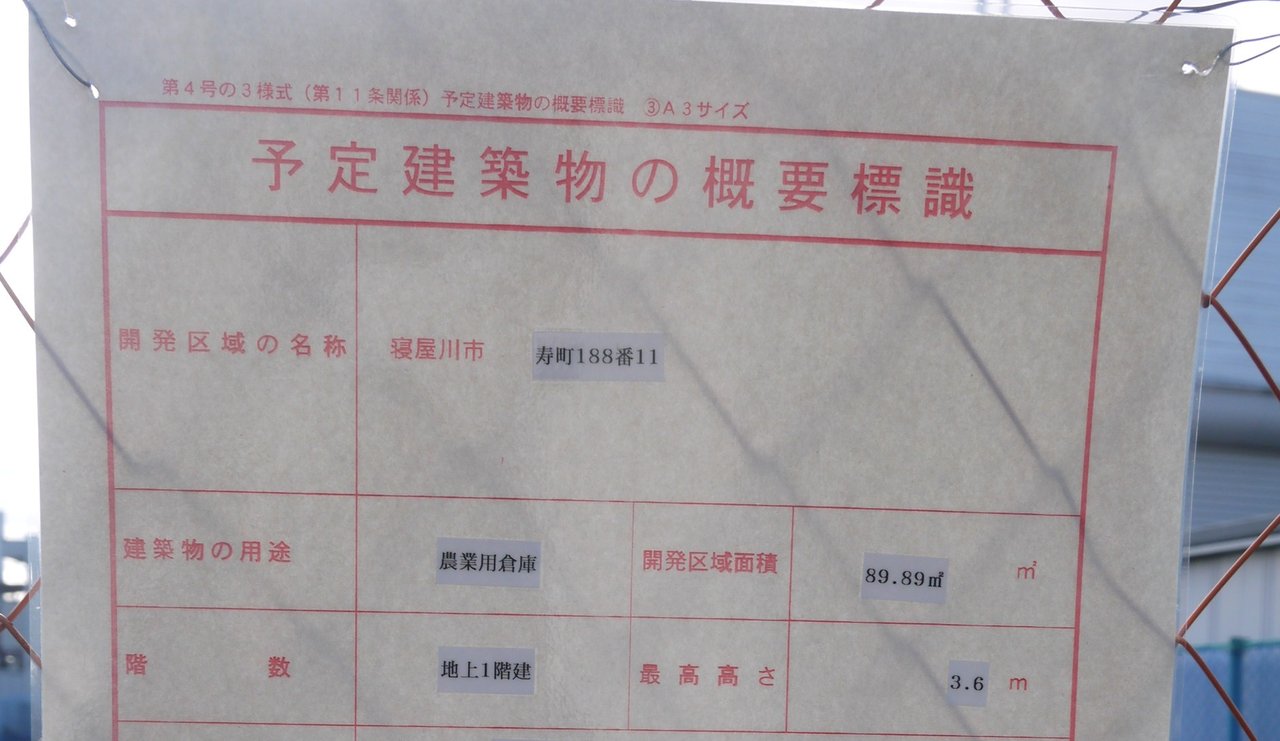 第4号の3様式（第11条関係）予定建築物の概要標識　③A3サイズ
予定建築物の概要標識
開発区域の名称 寝屋川市 寿町188番11
建築物の用途 農業用倉庫 開発区域面積 89.89㎡ ㎡
階数 地上1階建 最高高さ 3.6 m